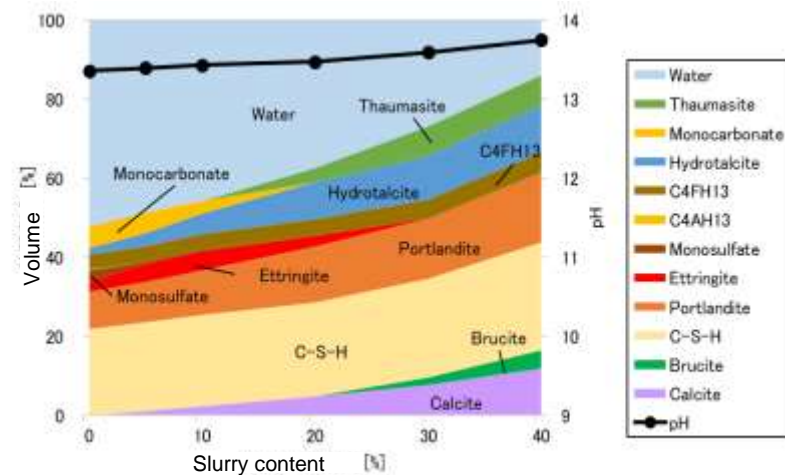 100
80
60
40
20
0
Volume [%]
14
13
12
11
10
9
pH
0 10 20 30 40
Slurry content [%]
Water
Thaumasite
C4FH13
Monocarbonate
Hydrotalcite
Portlandite
Ettringite
Monosulfate
C-S-H
Brucite
Calcite
Water
Thaumasite
Monocarbonate
Hydrotalcite
C4FH13
C4AH13
Monosulfate
Ettringite
Portlandite
C-S-H
Brucite
Calcite
pH